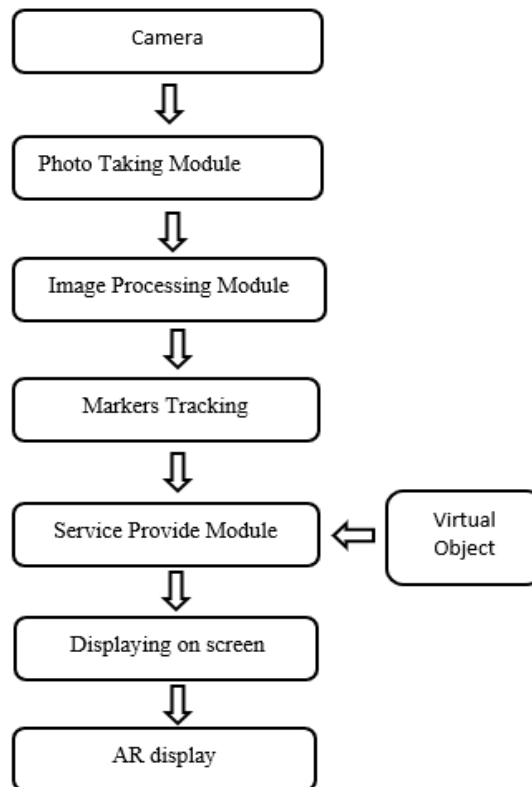 Camera
Photo Taking Module
Image Processing Module
Markers Tracking
Service Provide Module
Virtual
Object
Displaying on screen
AR display